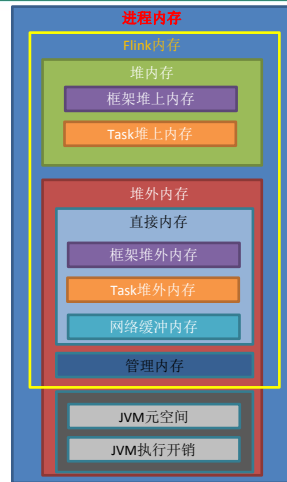 进程内存
Flink内存
堆内存
框架堆上内存
Task堆上内存
堆外内存
直接内存
框架堆外内存
Task堆外内存
网络缓冲内存
管理内存
JVM元空间
JVM执行开销